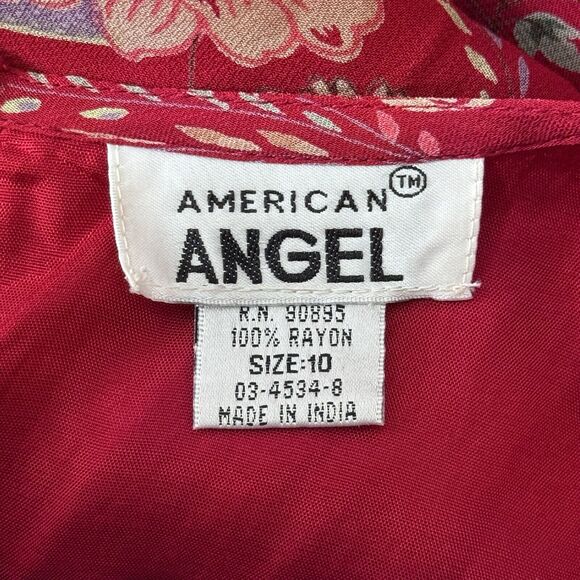 AMERICAN™
ANGEL
R.N. 90895
100% RAYON
SIZE:10
03-4534-8
MADE IN INDIA